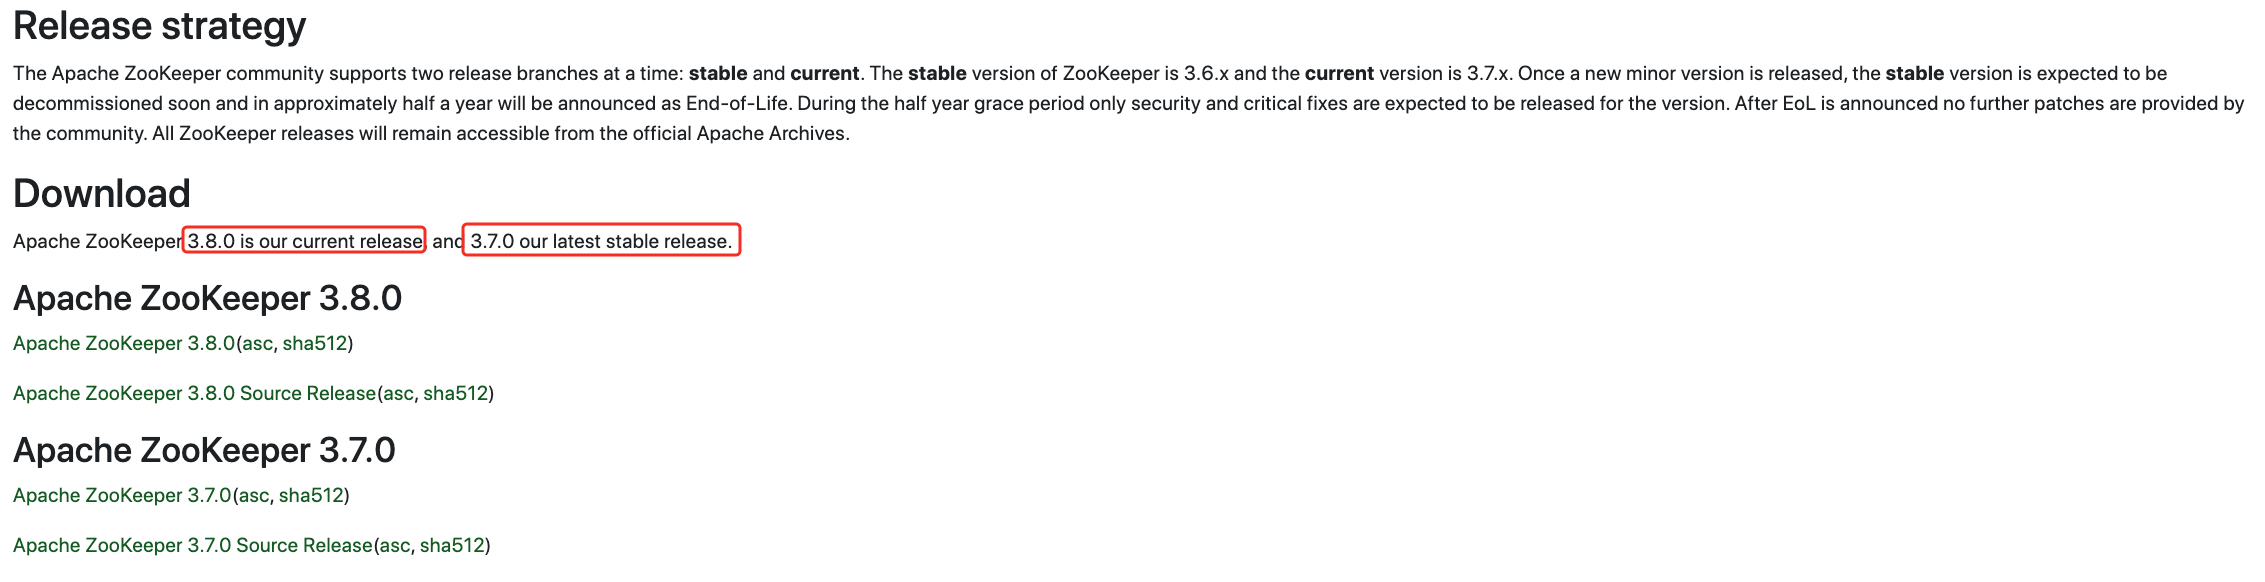 Release strategy
The Apache ZooKeeper community supports two release branches at a time: stable and current. The stable version of ZooKeeper is 3.6.x and the current version is 3.7.x. Once a new minor version is released, the stable version is expected to be
decommissioned soon and in approximately half a year will be announced as End-of-Life. During the half year grace period only security and critical fixes are expected to be released for the version. After EoL is announced no further patches are provided by
the community. All ZooKeeper releases will remain accessible from the official Apache Archives.
Download
Apache ZooKeeper 3.8.0 is our current release, and 3.7.0 our latest stable release.
Apache ZooKeeper 3.8.0
Apache ZooKeeper 3.8.0(asc, sha512)
Apache ZooKeeper 3.8.0 Source Release(asc, sha512)
Apache ZooKeeper 3.7.0
Apache ZooKeeper 3.7.0(asc, sha512)
Apache ZooKeeper 3.7.0 Source Release(asc, sha512)